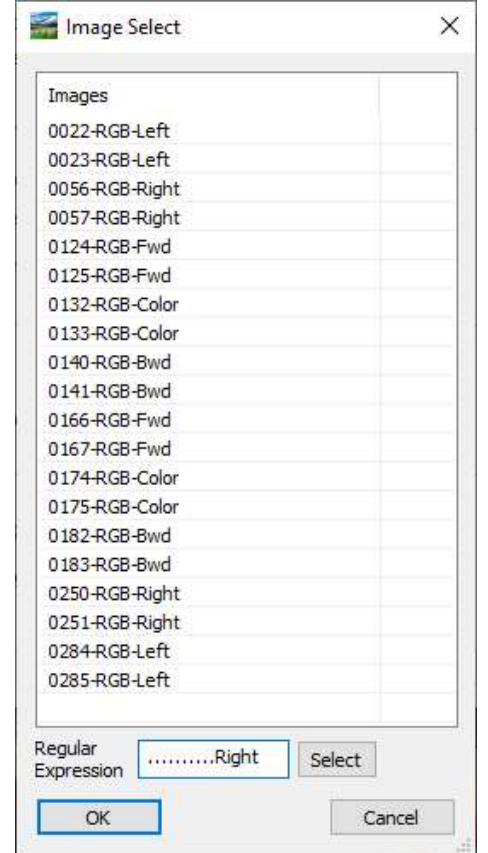 Image Select
Images
0022-RGB-Left
0023-RGB-Left
0056-RGB-Right
0057-RGB-Right
0124-RGB-Fwd
0125-RGB-Fwd
0132-RGB-Color
0133-RGB-Color
0140-RGB-Bwd
0141-RGB-Bwd
0166-RGB-Fwd
0167-RGB-Fwd
0174-RGB-Color
0175-RGB-Color
0182-RGB-Bwd
0183-RGB-Bwd
0250-RGB-Right
0251-RGB-Right
0284-RGB-Left
0285-RGB-Left
Regular
Expression
..........Right
Select
OK
Cancel